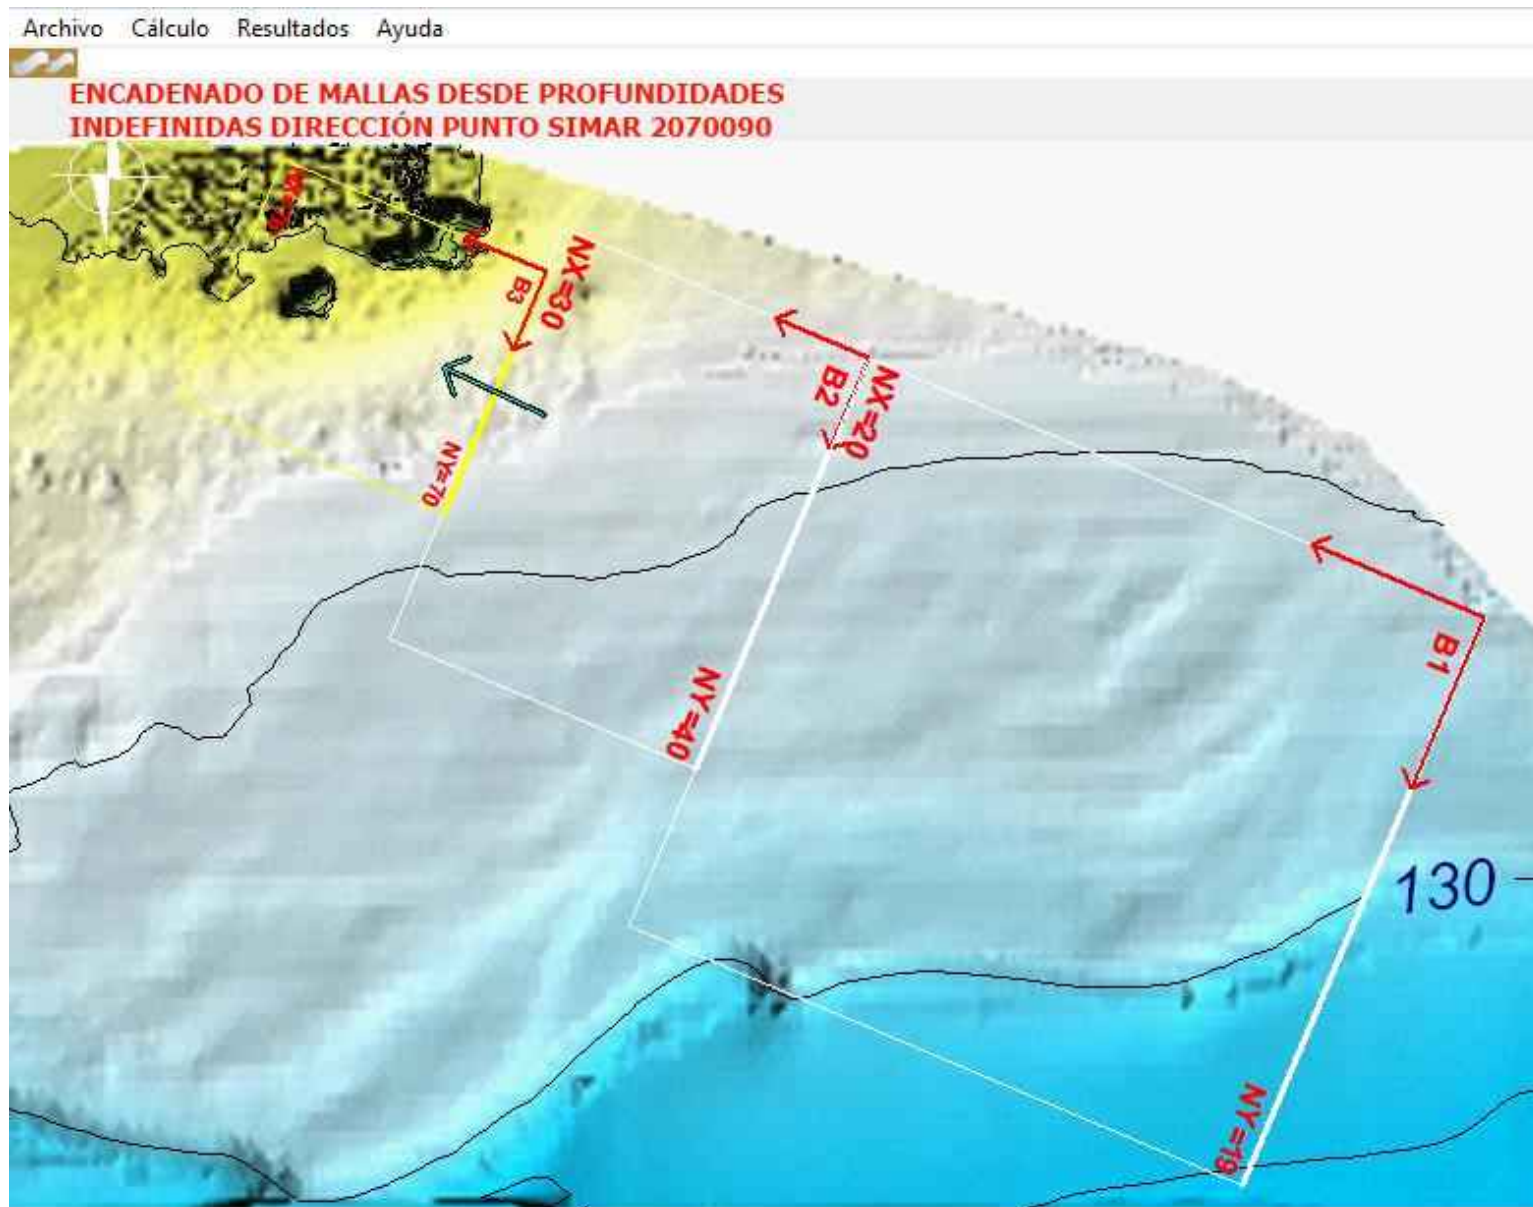 Archivo Cálculo Resultados Ayuda
ENCADENADO DE MALLAS DESDE PROFUNDIDADES
INDEFINIDAS DIRECCIÓN PUNTO SIMAR 2070090
B3
NX=30
B2
NX=20
NY=70
B1
NY=40
130
NY=19